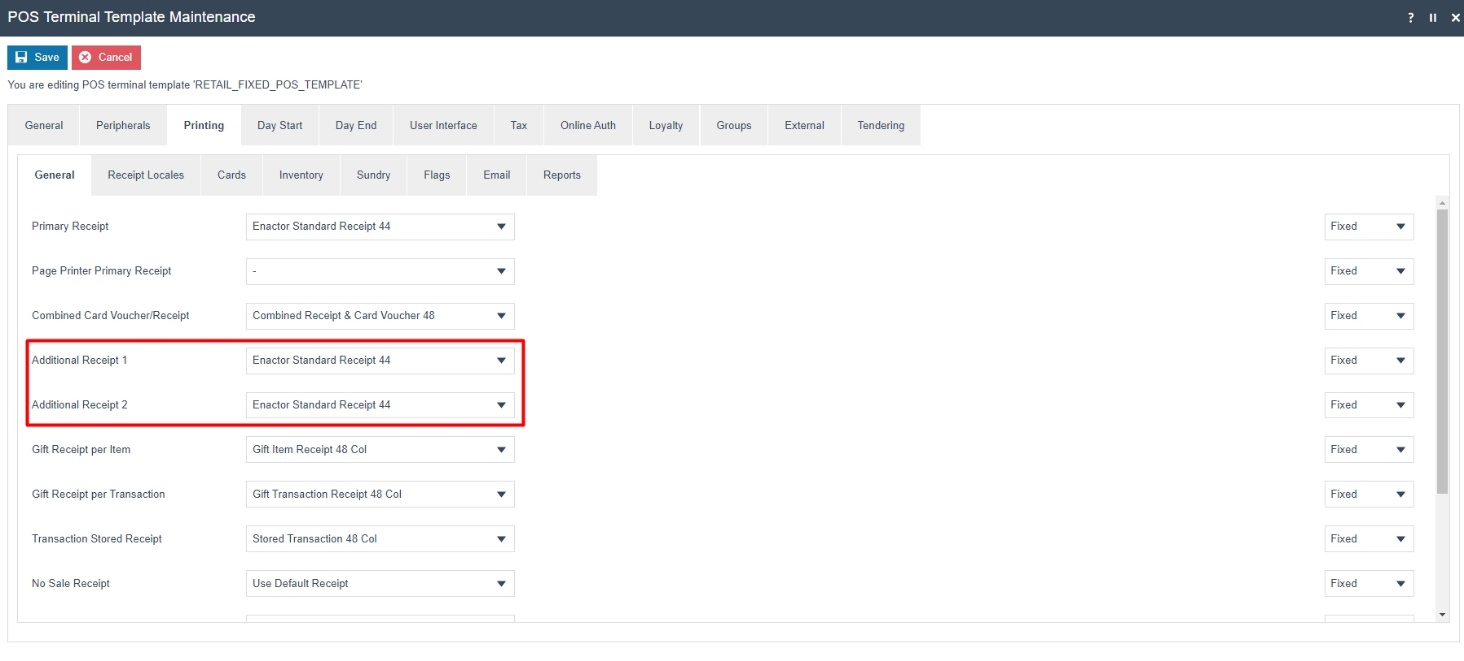 POS Terminal Template Maintenance
?
Save Cancel
You are editing POS terminal template 'RETAIL_FIXED_POS_TEMPLATE'
General Peripherals Printing Day Start Day End User Interface Tax Online Auth Loyalty Groups External Tendering
General Receipt Locales Cards Inventory Sundry Flags Email Reports
Primary Receipt Enactor Standard Receipt 44 Fixed
Page Printer Primary Receipt - Fixed
Combined Card Voucher/Receipt Combined Receipt & Card Voucher 48 Fixed
Additional Receipt 1 Enactor Standard Receipt 44 Fixed
Additional Receipt 2 Enactor Standard Receipt 44 Fixed
Gift Receipt per Item Gift Item Receipt 48 Col Fixed
Gift Receipt per Transaction Gift Transaction Receipt 48 Col Fixed
Transaction Stored Receipt Stored Transaction 48 Col Fixed
No Sale Receipt Use Default Receipt Fixed